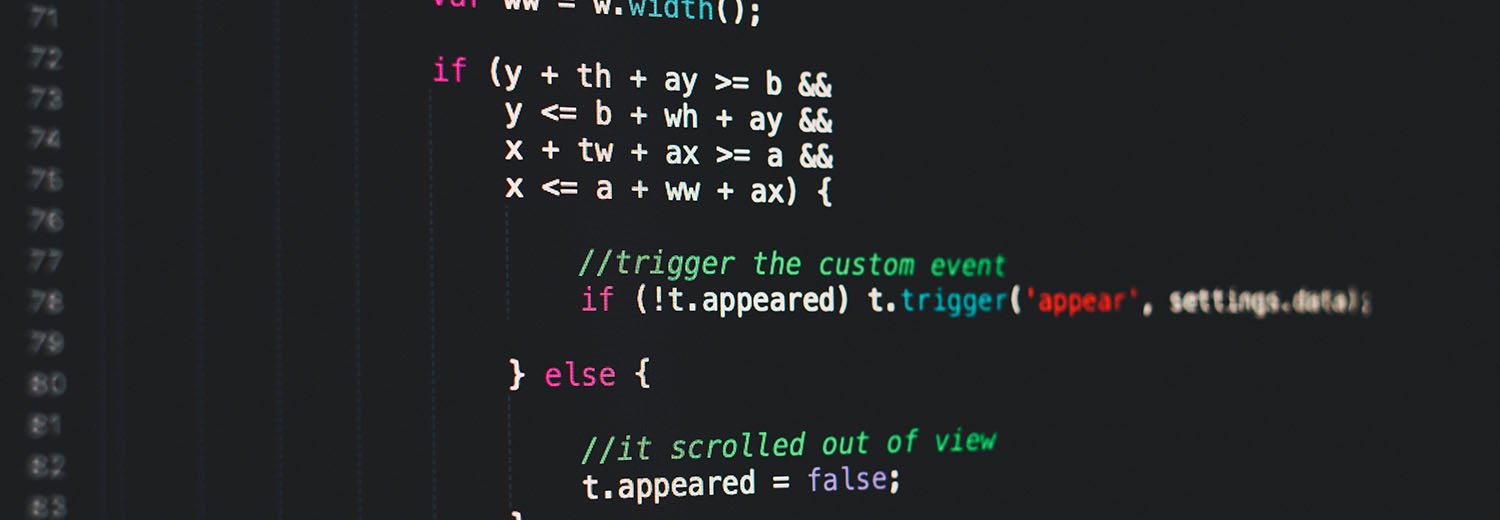 71 var ww = w.width();
72
73 if (y + th + ay >= b &&
74 y <= b + wh + ay &&
75 x + tw + ax >= a &&
x <= a + ww + ax) {
76
77 //trigger the custom event
78 if (!t.appeared) t.trigger('appear', settings.data);
79
80 } else {
81
82 //it scrolled out of view
83 t.appeared = false;
}